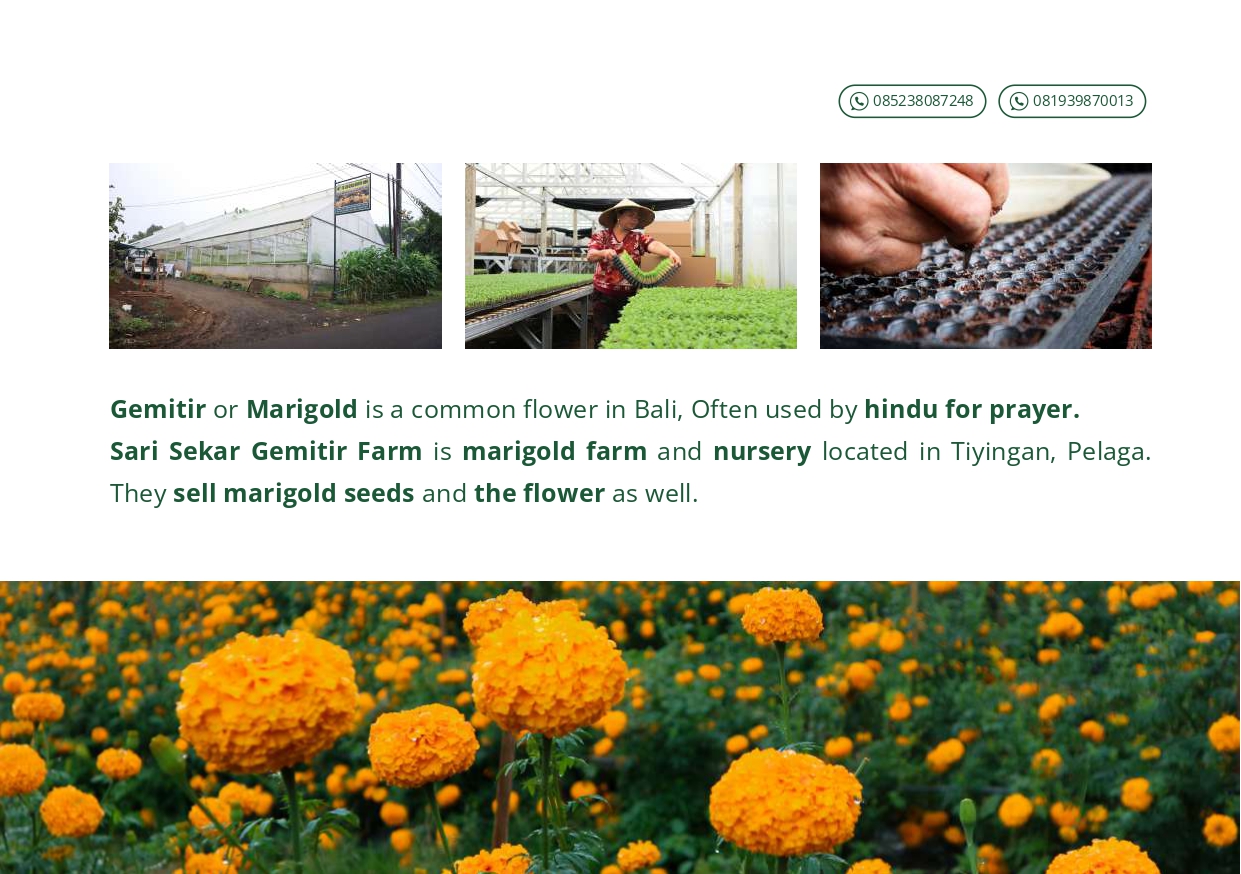 085238087248 081939870013
Gemitir or Marigold is a common flower in Bali, Often used by hindu for prayer.
Sari Sekar Gemitir Farm is marigold farm and nursery located in Tiyingan, Pelaga.
They sell marigold seeds and the flower as well.